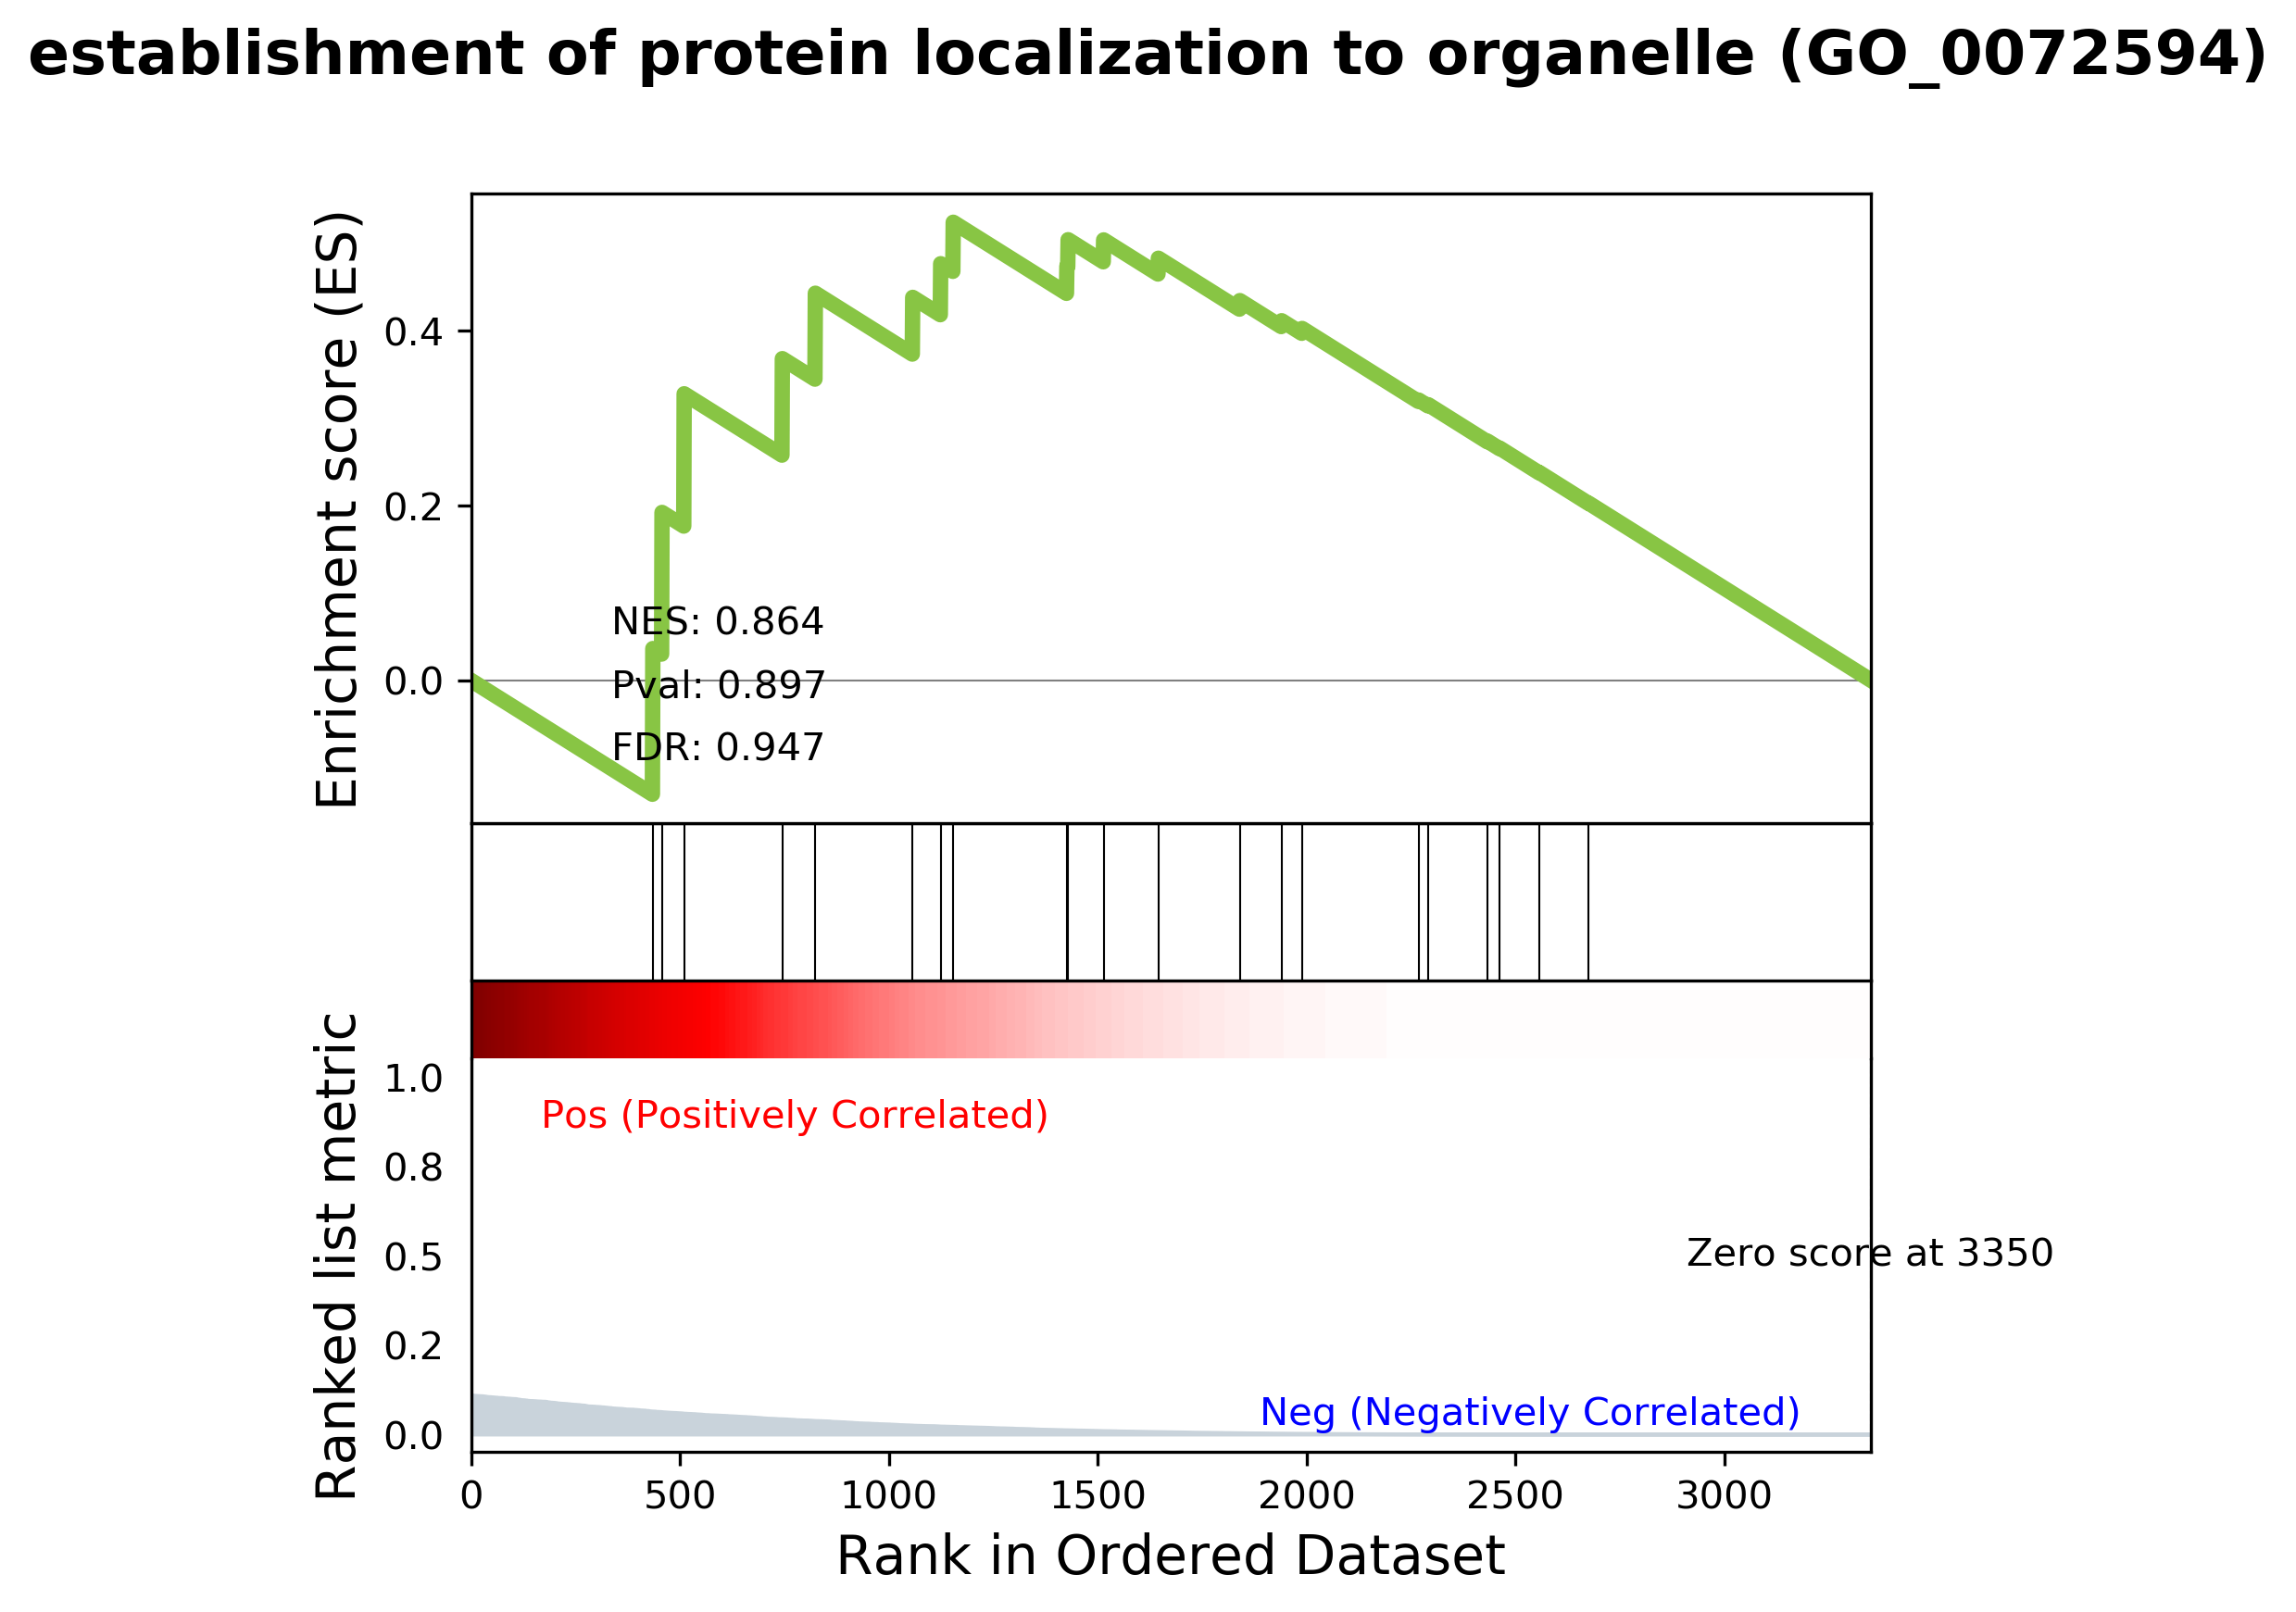 establishment of protein localization to organelle (GO_0072594)
Enrichment score (ES)
0.4
0.2
0.0
NES: 0.864
Pval: 0.897
FDR: 0.947
Ranked list metric
1.0
0.8
0.5
0.2
0.0
Pos (Positively Correlated)
Zero score at 3350
Neg (Negatively Correlated)
0 500 1000 1500 2000 2500 3000
Rank in Ordered Dataset